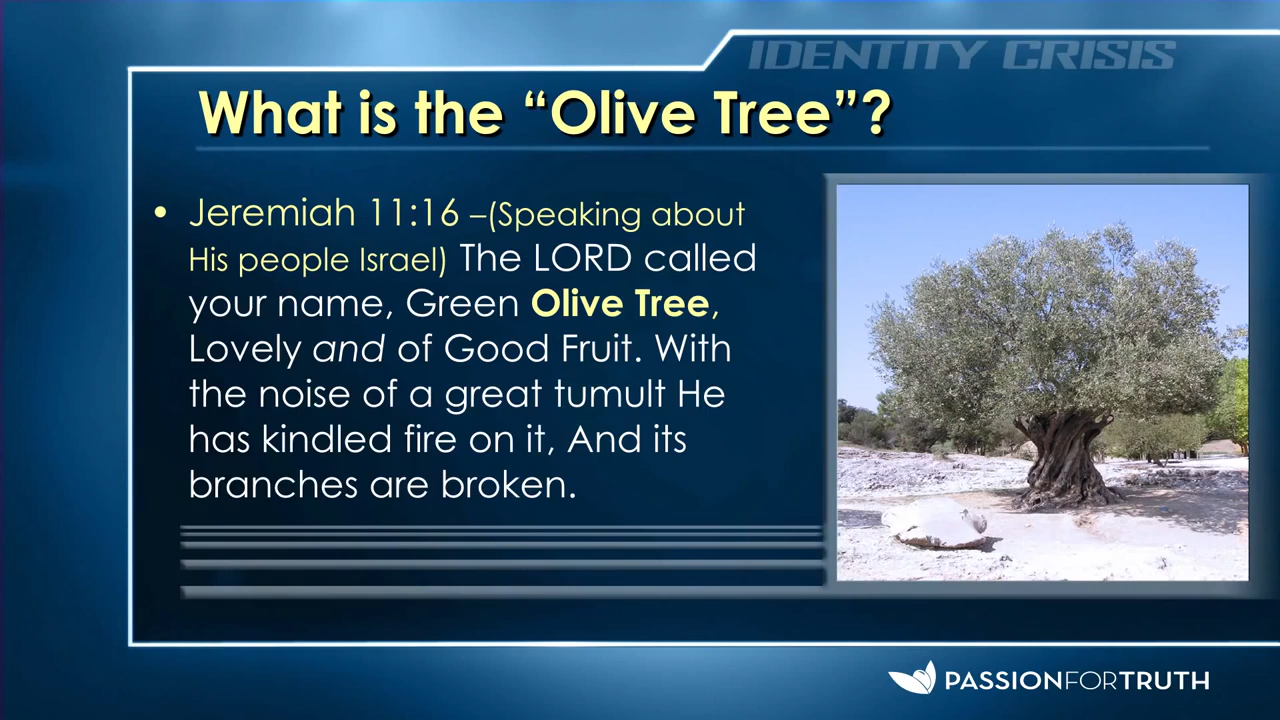 IDENTITY CRISIS
What is the “Olive Tree”?
• Jeremiah 11:16 –(Speaking about
His people Israel) The LORD called
your name, Green Olive Tree,
Lovely and of Good Fruit. With
the noise of a great tumult He
has kindled fire on it, And its
branches are broken.
PASSIONFORTRUTH